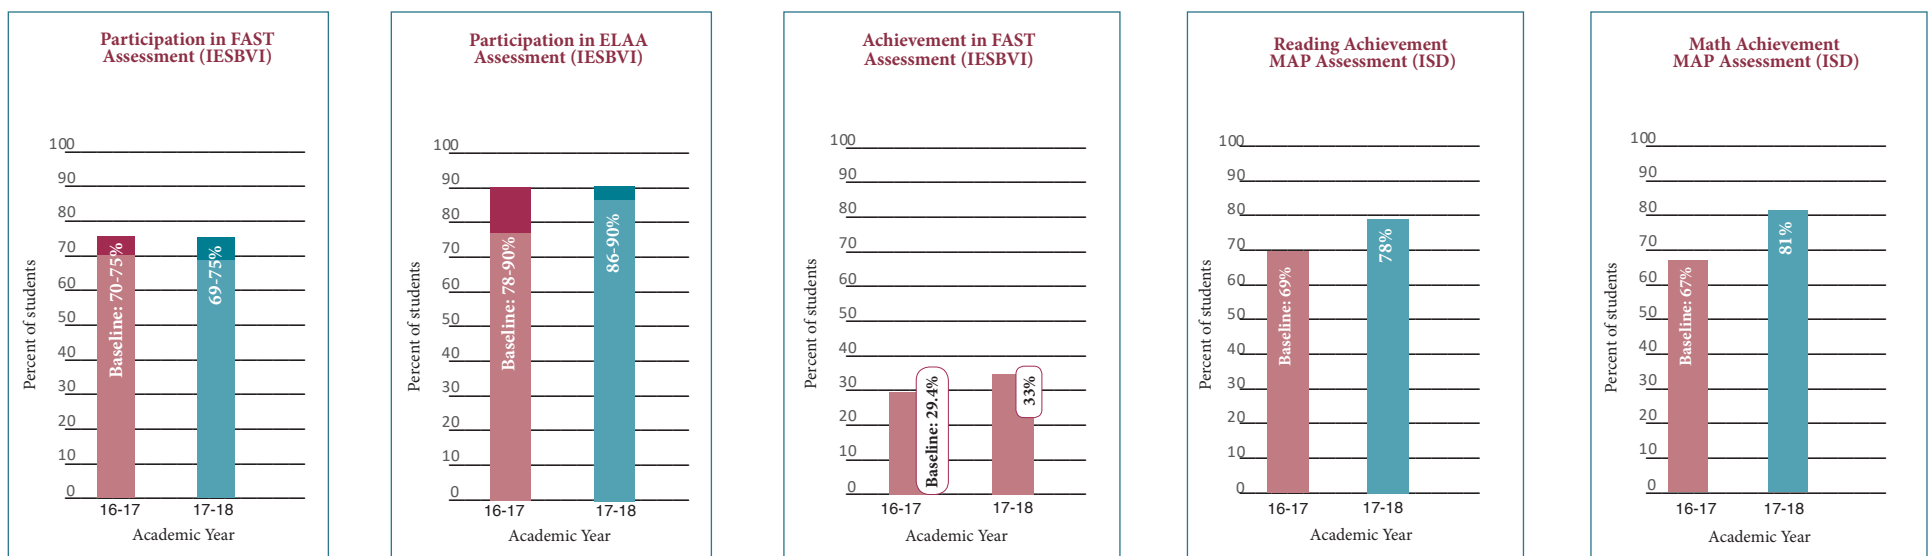 Participation in FAST
Assessment (IESBVI)
Percent of students
100
90
80
70
60
50
40
30
20
10
0
Baseline: 70-75%
69-75%
16-17
17-18
Academic Year
Participation in ELAA
Assessment (IESBVI)
Percent of students
100
90
80
70
60
50
40
30
20
10
0
Baseline: 78-90%
86-90%
16-17
17-18
Academic Year
Achievement in FAST
Assessment (IESBVI)
Percent of students
100
90
80
70
60
50
40
30
20
10
0
Baseline: 29.4%
33%
16-17
17-18
Academic Year
Reading Achievement
MAP Assessment (ISD)
Percent of students
100
90
80
70
60
50
40
30
20
10
0
Baseline: 69%
78%
16-17
17-18
Academic Year
Math Achievement
MAP Assessment (ISD)
Percent of students
100
90
80
70
60
50
40
30
20
10
0
Baseline: 67%
81%
16-17
17-18
Academic Year